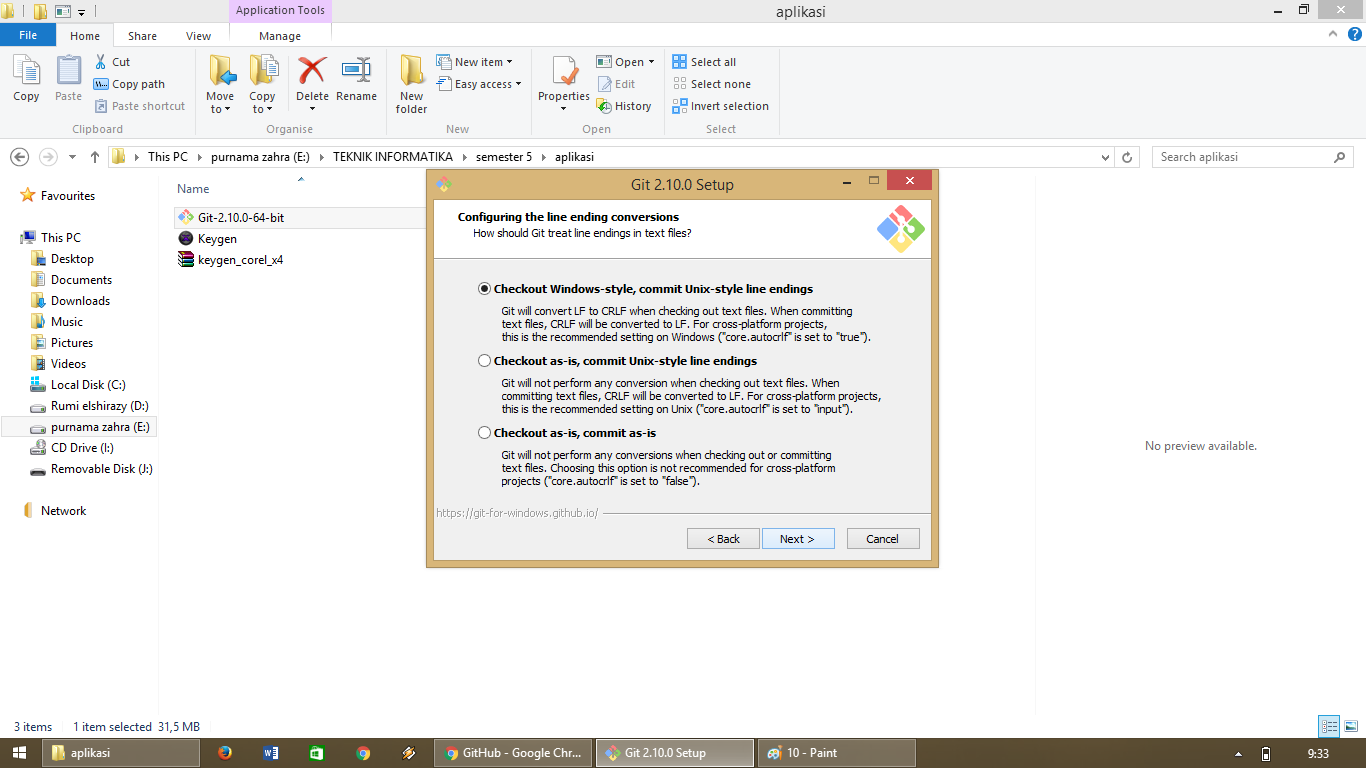 Application Tools
aplikasi
File
Home
Share
View
Manage
Copy
Paste
Cut
Copy path
Paste shortcut
Clipboard
Move to
Copy to
Delete
Rename
Organise
New folder
New item
Easy access
New
Properties
Open
Edit
History
Open
Select all
Select none
Invert selection
Select
This PC
purnama zahra (E:)
TEKNIK INFORMATIKA
semester 5
aplikasi
Search aplikasi
Favourites
This PC
Desktop
Documents
Downloads
Music
Pictures
Videos
Local Disk (C:)
Rumi elshirazy (D:)
purnama zahra (E:)
CD Drive (I:)
Removable Disk (J:)
Network
Name
Git-2.10.0-64-bit
Keygen
keygen_corel_x4
Git 2.10.0 Setup
Configuring the line ending conversions
How should Git treat line endings in text files?
Checkout Windows-style, commit Unix-style line endings
Git will convert LF to CRLF when checking out text files. When committing
text files, CRLF will be converted to LF. For cross-platform projects,
this is the recommended setting on Windows ("core.autocrlf" is set to "true").
Checkout as-is, commit Unix-style line endings
Git will not perform any conversion when checking out text files. When
committing text files, CRLF will be converted to LF. For cross-platform projects,
this is the recommended setting on Unix ("core.autocrlf" is set to "input").
Checkout as-is, commit as-is
Git will not perform any conversions when checking out or committing
text files. Choosing this option is not recommended for cross-platform
projects ("core.autocrlf" is set to "false").
https://git-for-windows.github.io/
< Back
Next >
Cancel
No preview available.
3 items
1 item selected 31,5 MB
aplikasi
GitHub - Google Chr...
Git 2.10.0 Setup
10 - Paint
9:33